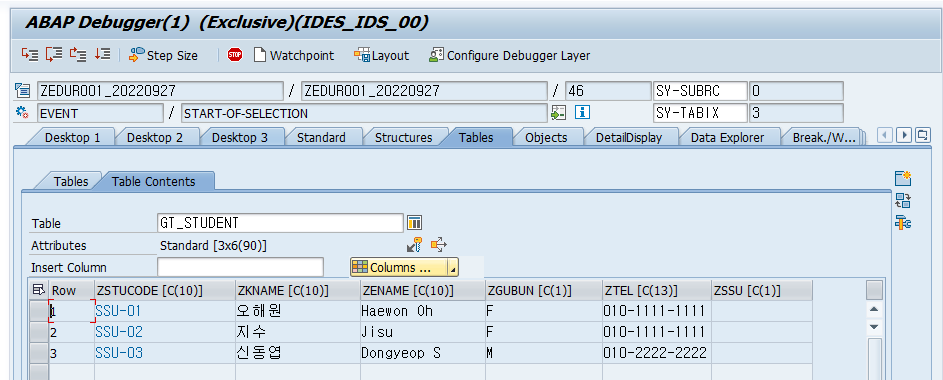 ABAP Debugger(1) (Exclusive)(IDES_IDS_00)
Step Size STOP Watchpoint Layout Configure Debugger Layer
ZEDUR001_20220927 / ZEDUR001_20220927 / 46 SY-SUBRC 0
EVENT / START-OF-SELECTION SY-TABIX 3
Desktop 1 Desktop 2 Desktop 3 Standard Structures Tables Objects DetailDisplay Data Explorer Break./W...
Tables Table Contents
Table GT_STUDENT
Attributes Standard [3x6(90)]
Insert Column Columns ...
Row ZSTUCODE [C(10)] ZKNAME [C(10)] ZENAME [C(10)] ZGUBUN [C(1)] ZTEL [C(13)] ZSSU [C(1)]
1 SSU-01 오해원 Haewon Oh F 010-1111-1111
2 SSU-02 지수 Jisu F 010-1111-1111
3 SSU-03 신동엽 Dongyeop S M 010-2222-2222